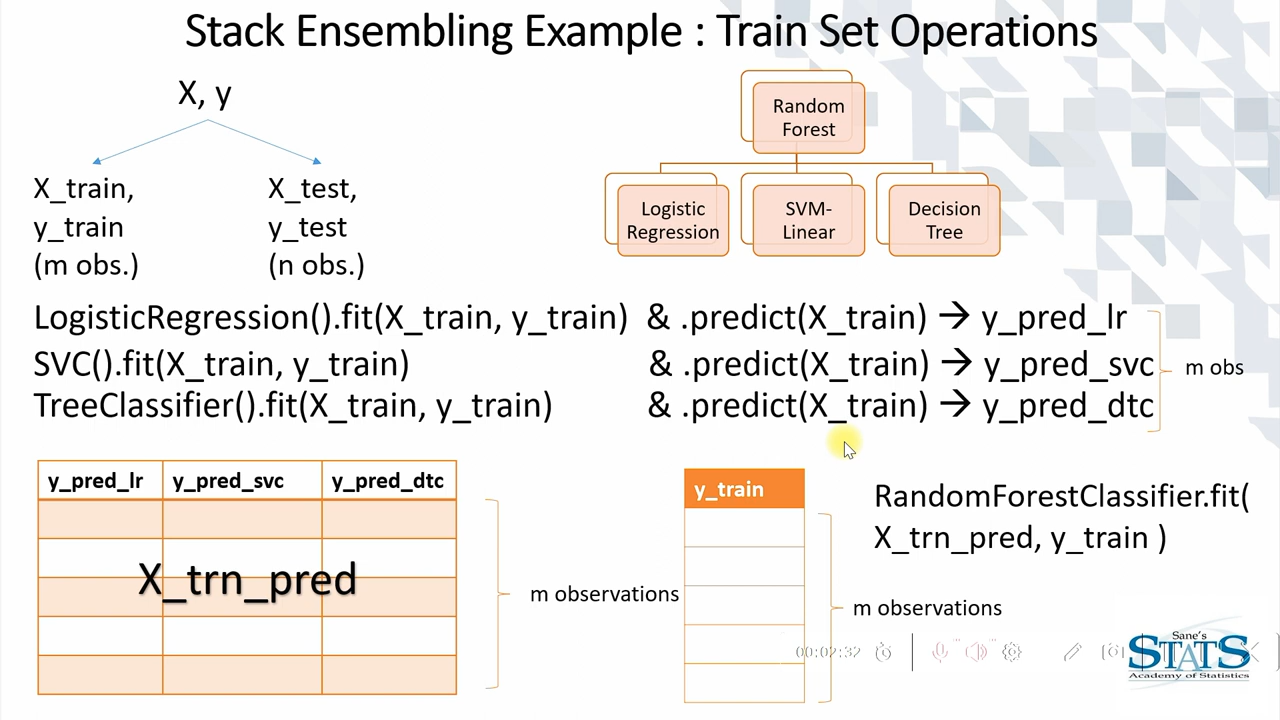 Stack Ensembling Example : Train Set Operations
X, y
X_train,
y_train
(m obs.)
X_test,
y_test
(n obs.)
Random
Forest
Logistic
Regression
SVM-
Linear
Decision
Tree
LogisticRegression().fit(X_train, y_train) & .predict(X_train) → y_pred_lr
SVC().fit(X_train, y_train) & .predict(X_train) → y_pred_svc
TreeClassifier().fit(X_train, y_train) & .predict(X_train) → y_pred_dtc
m obs
y_pred_lr y_pred_svc y_pred_dtc
X_trn_pred
m observations
y_train
m observations
RandomForestClassifier.fit(
X_trn_pred, y_train )
00:02:32
Sane's
STATS
Academy of Statistics